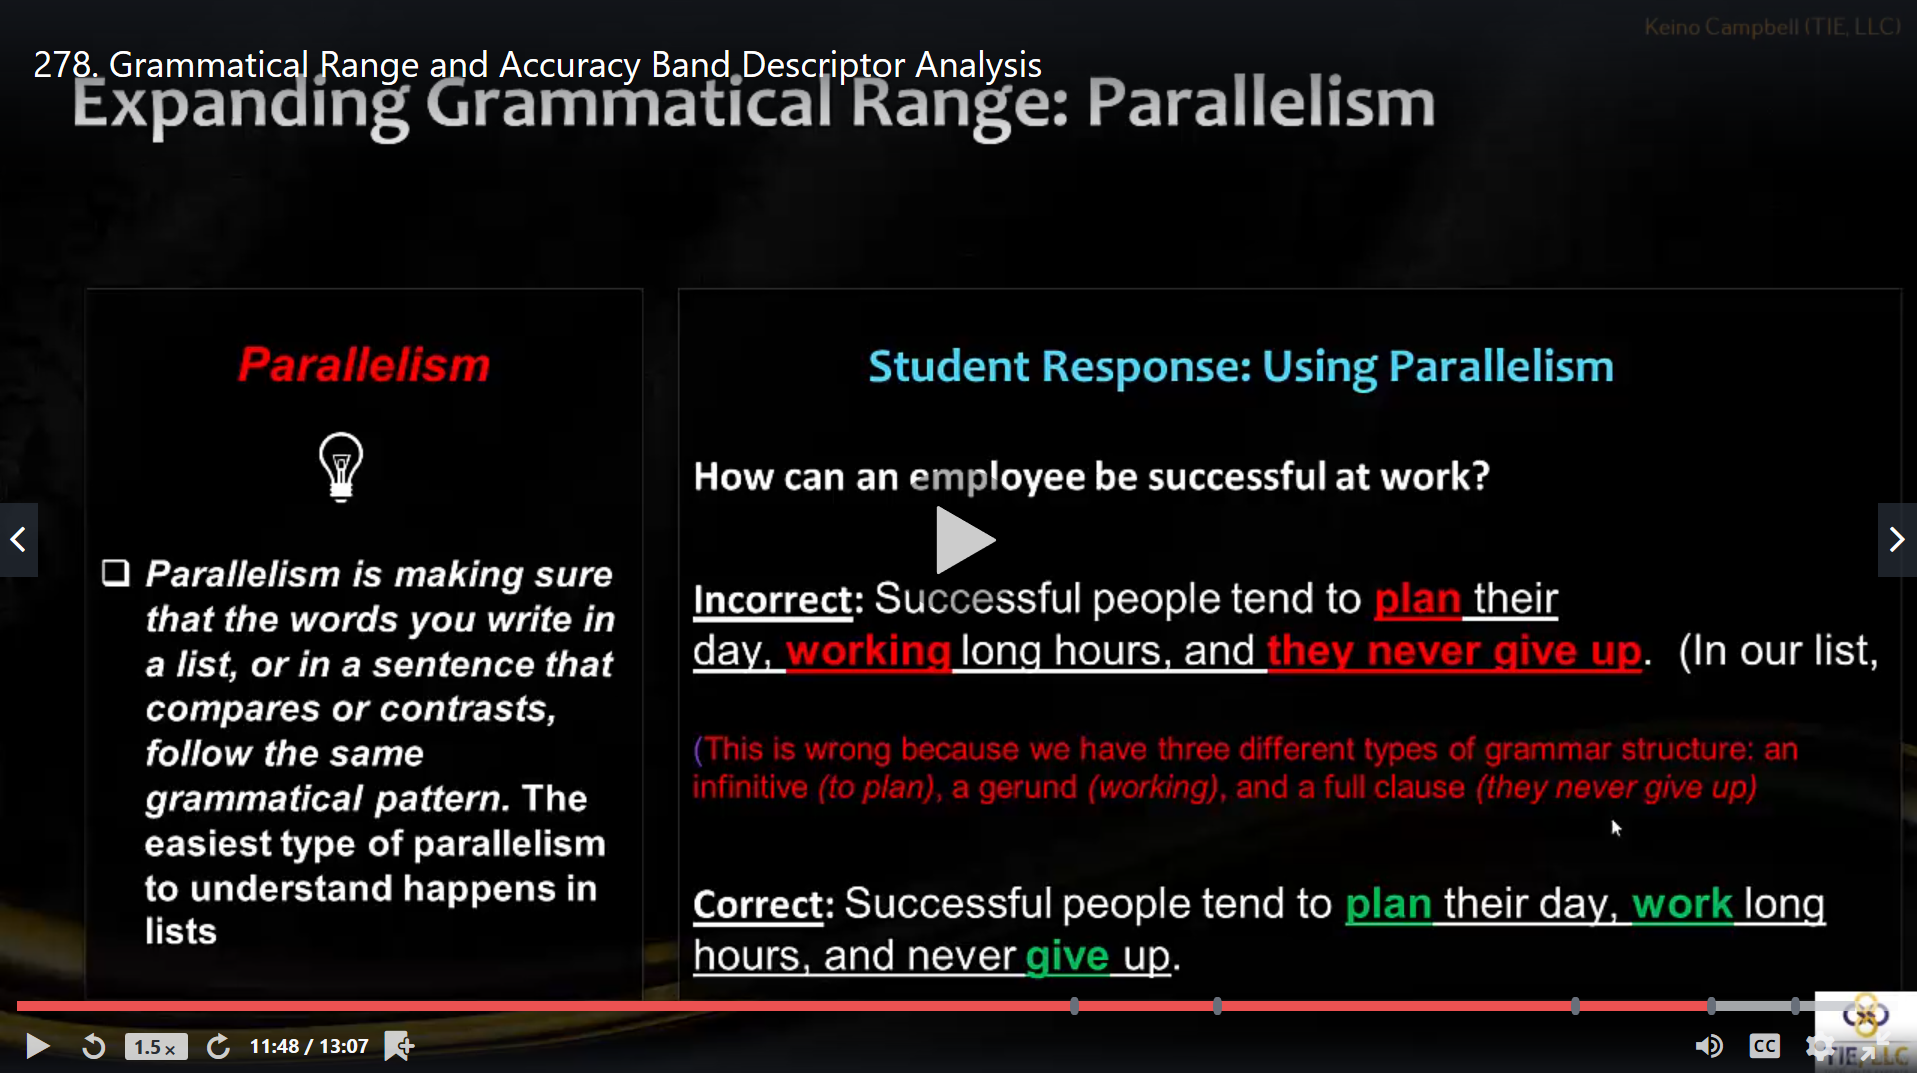 Keino Campbell (TIE, LLC)
278. Grammatical Range and Accuracy Band Descriptor Analysis
Expanding Grammatical Range: Parallelism
Parallelism
Parallelism is making sure
that the words you write in
a list, or in a sentence that
compares or contrasts,
follow the same
grammatical pattern. The
easiest type of parallelism
to understand happens in
lists
Student Response: Using Parallelism
How can an employee be successful at work?
Incorrect: Successful people tend to plan their
day, working long hours, and they never give up. (In our list,
(This is wrong because we have three different types of grammar structure: an
infinitive (to plan), a gerund (working), and a full clause (they never give up)
Correct: Successful people tend to plan their day, work long
hours, and never give up.
1.5 x
11:48 / 13:07
CC
TIE, LLC